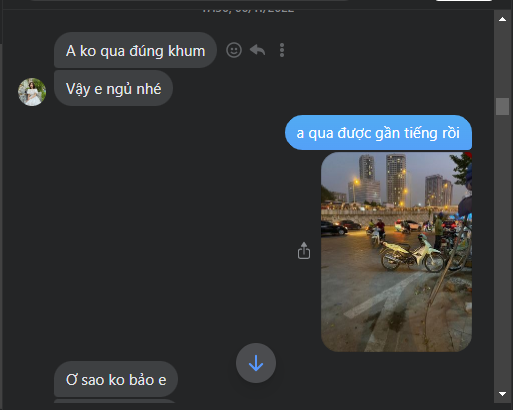 A ko qua đúng khum
Vậy e ngủ nhé
a qua được gần tiếng rồi
Ơ sao ko bảo e